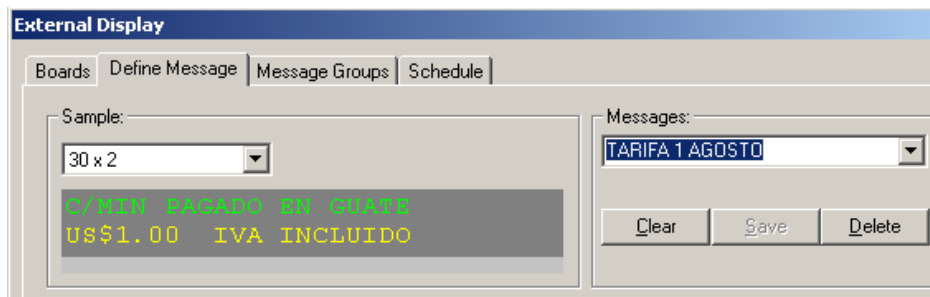 External Display
Boards Define Message Message Groups Schedule
Sample:
30 x 2
C/MIN PAGADO EN GUATE
US$1.00 IVA INCLUIDO
Messages:
TARIFA 1 AGOSTO
Clear Save Delete